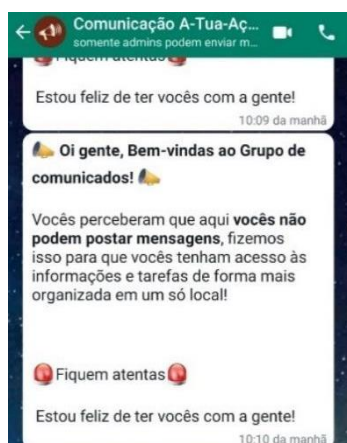 Comunicação A-Tua-Aç...
somente admins podem enviar m...
Fiquem atentas
Estou feliz de ter vocês com a gente!
10:09 da manhã
Oi gente, Bem-vindas ao Grupo de
comunicados!
Vocês perceberam que aqui vocês não
podem postar mensagens, fizemos
isso para que vocês tenham acesso às
informações e tarefas de forma mais
organizada em um só local!
Fiquem atentas
Estou feliz de ter vocês com a gente!
10:10 da manhã